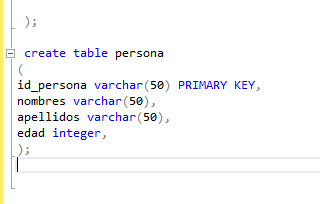 );
create table persona
(
id_persona varchar(50) PRIMARY KEY,
nombres varchar(50),
apellidos varchar(50),
edad integer,
);